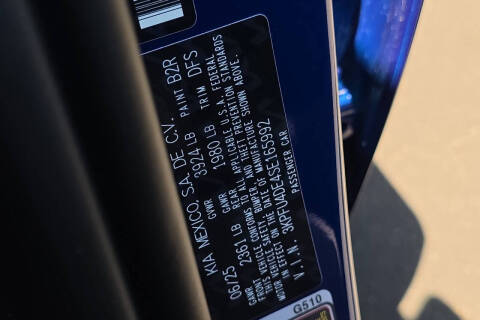 KIA MEXICO, S.A. DE C.V.
06/25 GVWR 3924 LB PAINT B2R
GAWR FRONT 2361 LB GAWR REAR 1980 LB TRIM DFS
THIS VEHICLE CONFORMS TO ALL APPLICABLE U.S.A. FEDERAL
MOTOR VEHICLE SAFETY, BUMPER, AND THEFT PREVENTION STANDARDS
IN EFFECT ON THE DATE OF MANUFACTURE SHOWN ABOVE.
V.I.N. 3KPFU4DE4SE165992
PASSENGER CAR
G510